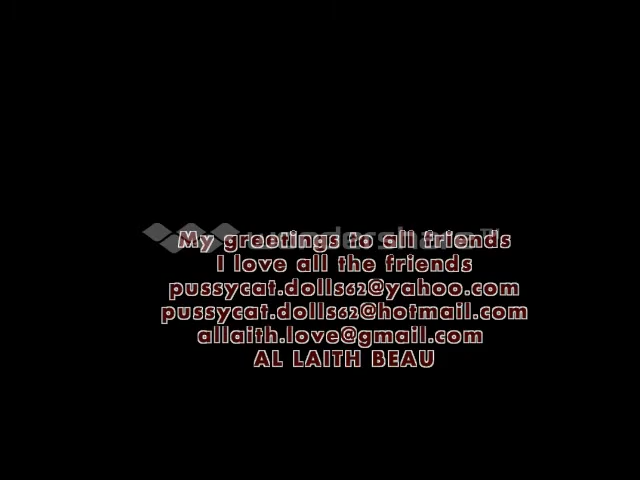 wondershare™
My greetings to all friends
I love all the friends
pussycat.dolls62@yahoo.com
pussycat.dolls62@hotmail.com
allaith.love@gmail.com
AL LAITH BEAU